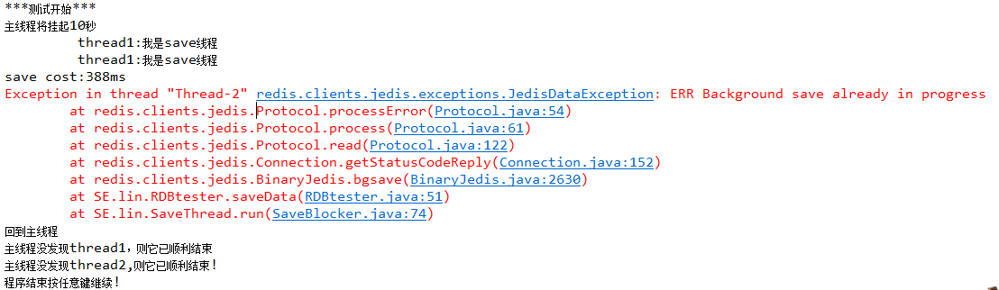 ***测试开始***
主线程将挂起10秒
thread1:我是save线程
thread1:我是save线程
save cost:388ms
Exception in thread "Thread-2" redis.clients.jedis.exceptions.JedisDataException: ERR Background save already in progress
at redis.clients.jedis.Protocol.processError(Protocol.java:54)
at redis.clients.jedis.Protocol.process(Protocol.java:61)
at redis.clients.jedis.Protocol.read(Protocol.java:122)
at redis.clients.jedis.Connection.getStatusCodeReply(Connection.java:152)
at redis.clients.jedis.BinaryJedis.bgsave(BinaryJedis.java:2630)
at SE.lin.RDBtester.saveData(RDBtester.java:51)
at SE.lin.SaveThread.run(SaveBlocker.java:74)
回到主线程
主线程没发现thread1，则它已顺利结束
主线程没发现thread2,则它已顺利结束!
程序结束按任意键继续!